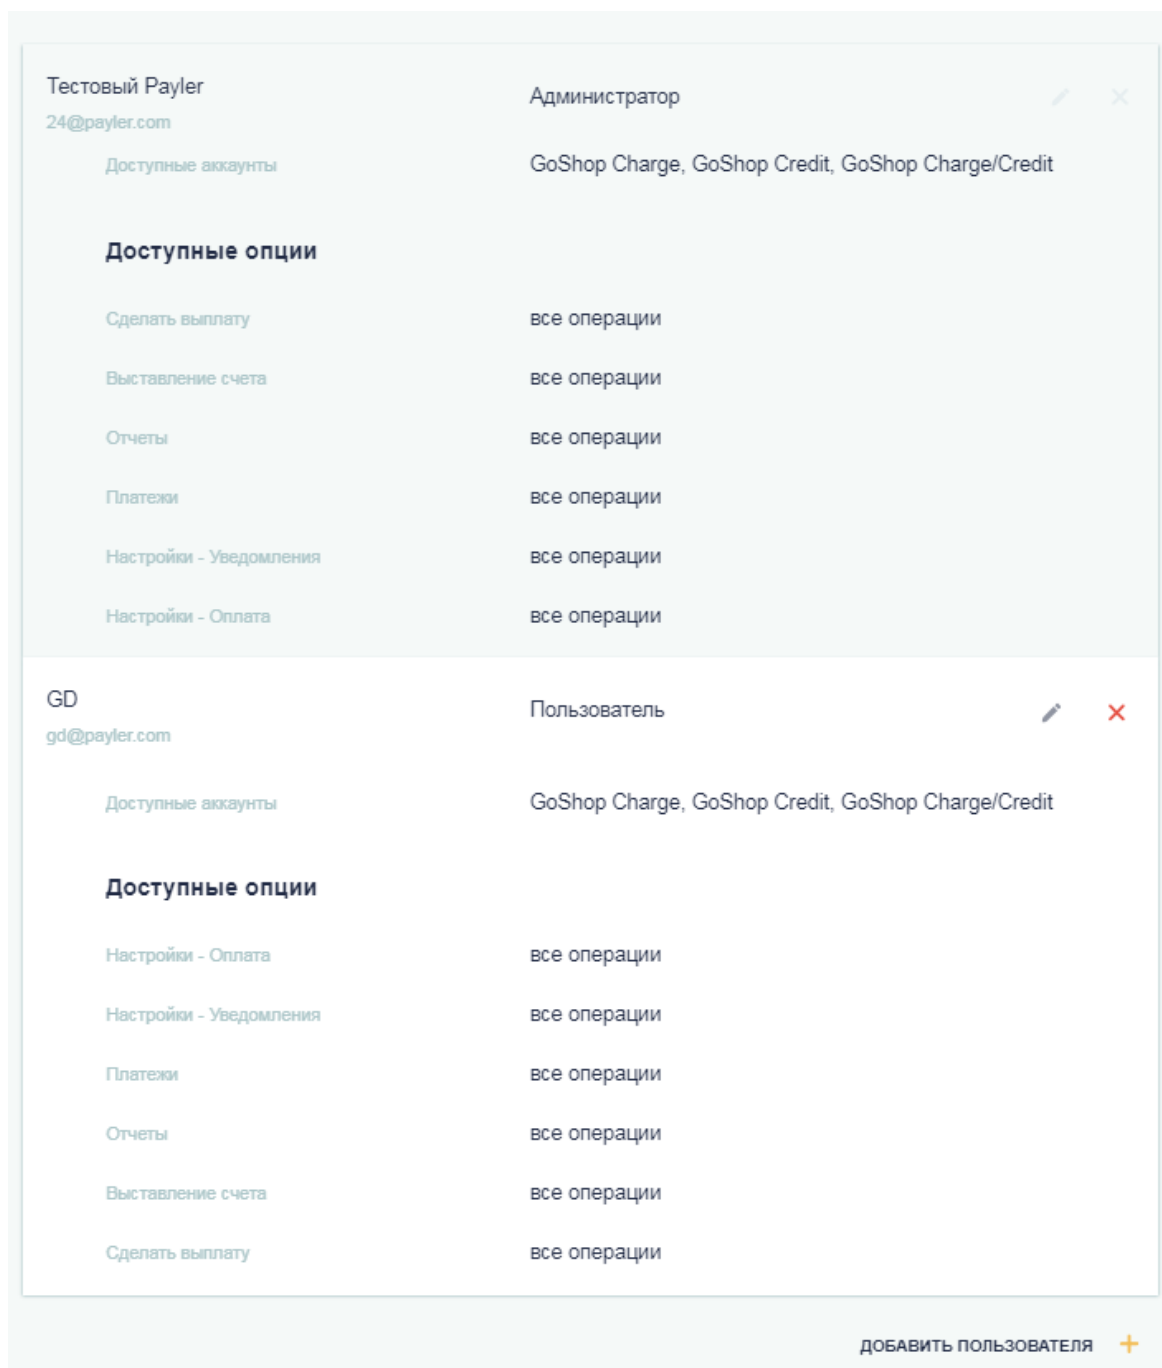 Тестовый Payler
Администратор
24@payler.com
Доступные аккаунты GoShop Charge, GoShop Credit, GoShop Charge/Credit
Доступные опции
Сделать выплату все операции
Выставление счета все операции
Отчеты все операции
Платежи все операции
Настройки - Уведомления все операции
Настройки - Оплата все операции
GD
Пользователь
gd@payler.com
Доступные аккаунты GoShop Charge, GoShop Credit, GoShop Charge/Credit
Доступные опции
Настройки - Оплата все операции
Настройки - Уведомления все операции
Платежи все операции
Отчеты все операции
Выставление счета все операции
Сделать выплату все операции
ДОБАВИТЬ ПОЛЬЗОВАТЕЛЯ +